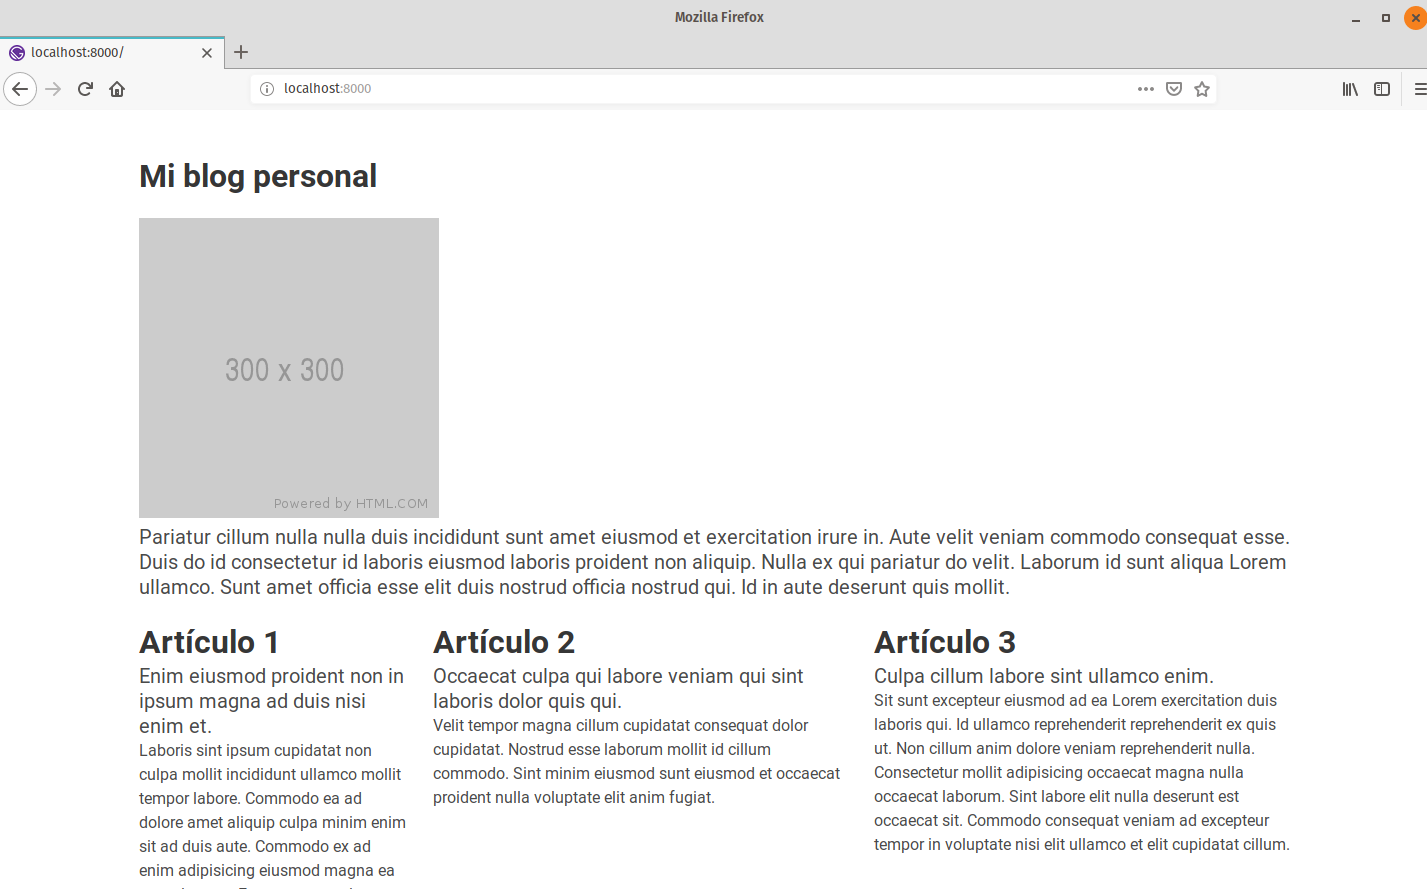 Mozilla Firefox
localhost:8000/
localhost:8000
Mi blog personal
300 x 300
Powered by HTML.COM
Pariatur cillum nulla nulla duis incididunt sunt amet eiusmod et exercitation irure in. Aute velit veniam commodo consequat esse.
Duis do id consectetur id laboris eiusmod laboris proident non aliquip. Nulla ex qui pariatur do velit. Laborum id sunt aliqua Lorem
ullamco. Sunt amet officia esse elit duis nostrud officia nostrud qui. Id in aute deserunt quis mollit.
Artículo 1
Enim eiusmod proident non in
ipsum magna ad duis nisi
enim et.
Laboris sint ipsum cupidatat non
culpa mollit incididunt ullamco mollit
tempor labore. Commodo ea ad
dolore amet aliquip culpa minim enim
sit ad duis aute. Commodo ex ad
enim adipisicing eiusmod magna ea
Artículo 2
Occaecat culpa qui labore veniam qui sint
laboris dolor quis qui.
Velit tempor magna cillum cupidatat consequat dolor
cupidatat. Nostrud esse laborum mollit id cillum
commodo. Sint minim eiusmod sunt eiusmod et occaecat
proident nulla voluptate elit anim fugiat.
Artículo 3
Culpa cillum labore sint ullamco enim.
Sit sunt excepteur eiusmod ad ea Lorem exercitation duis
laboris qui. Id ullamco reprehenderit reprehenderit ex quis
ut. Non cillum anim dolore veniam reprehenderit nulla.
Consectetur mollit adipisicing occaecat magna nulla
occaecat laborum. Sint labore elit nulla deserunt est
occaecat sit. Commodo consequat veniam ad excepteur
tempor in voluptate nisi elit ullamco et elit cupidatat cillum.